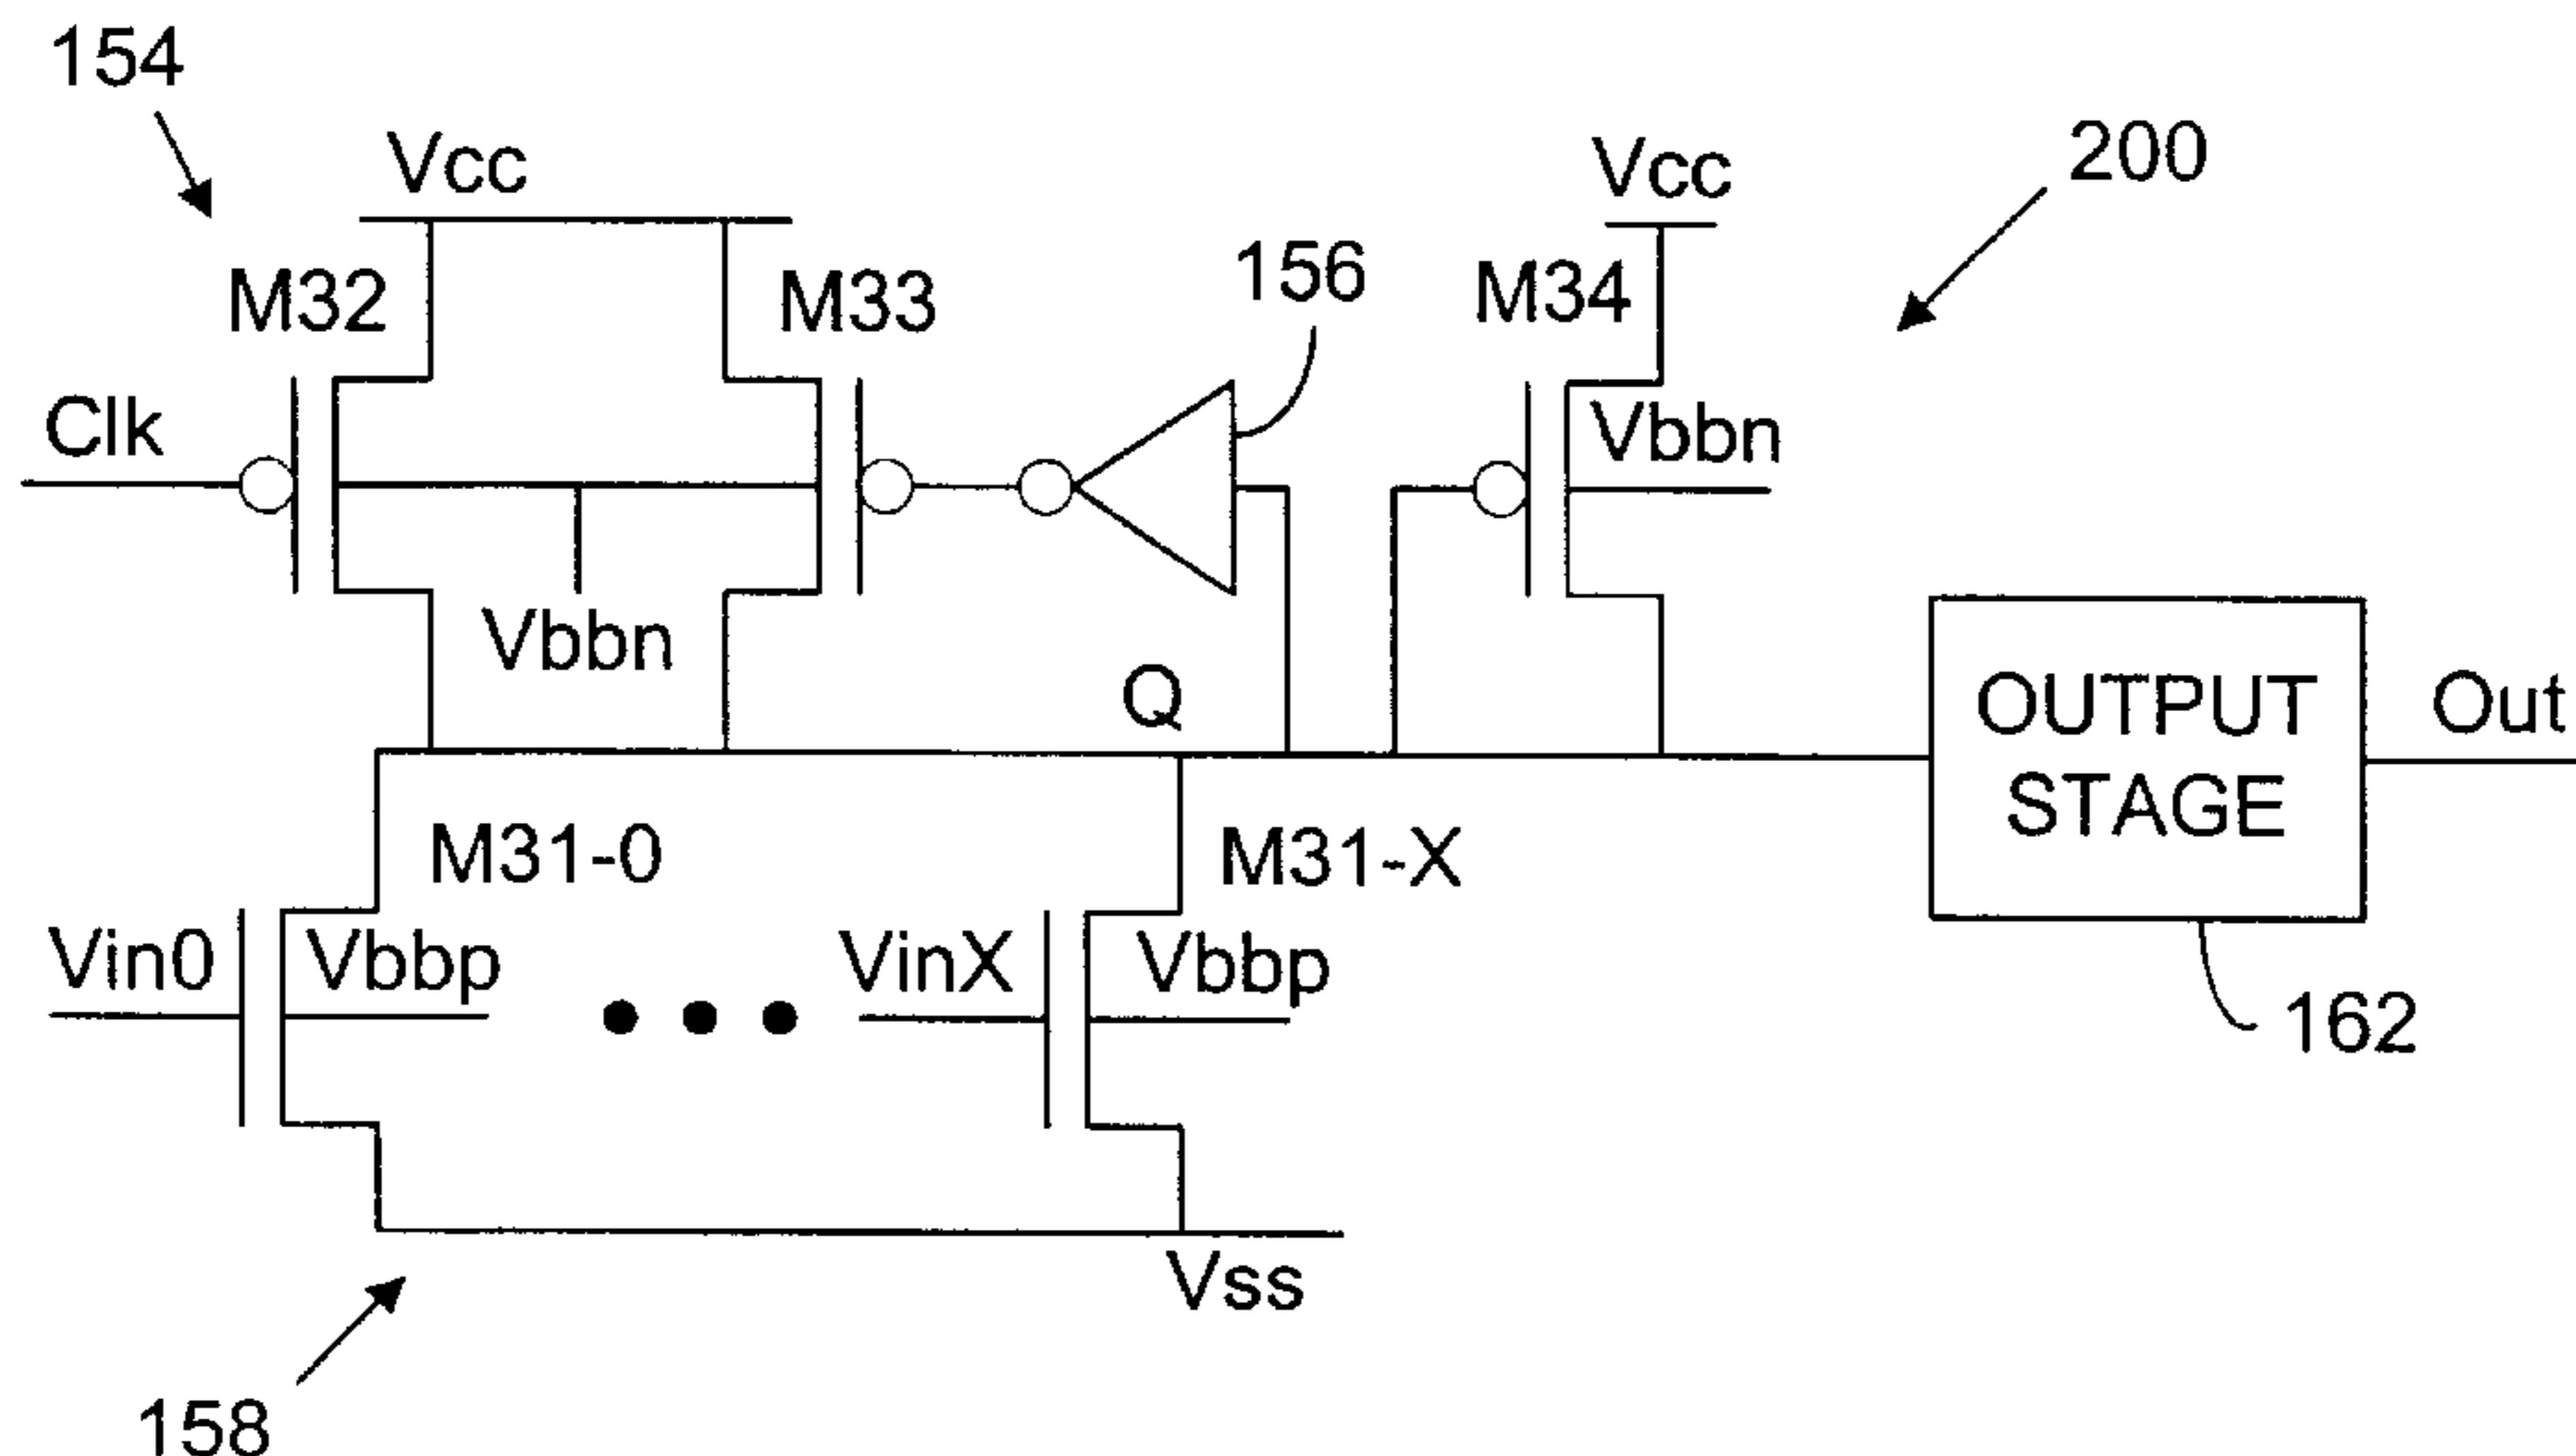 154
Vcc
Vcc
200
M32
M33
156
M34
Clk
Vbbn
Vbbn
Q
OUTPUT
STAGE
Out
M31-0
M31-X
Vin0
Vbbp
VinX
Vbbp
162
Vss
158